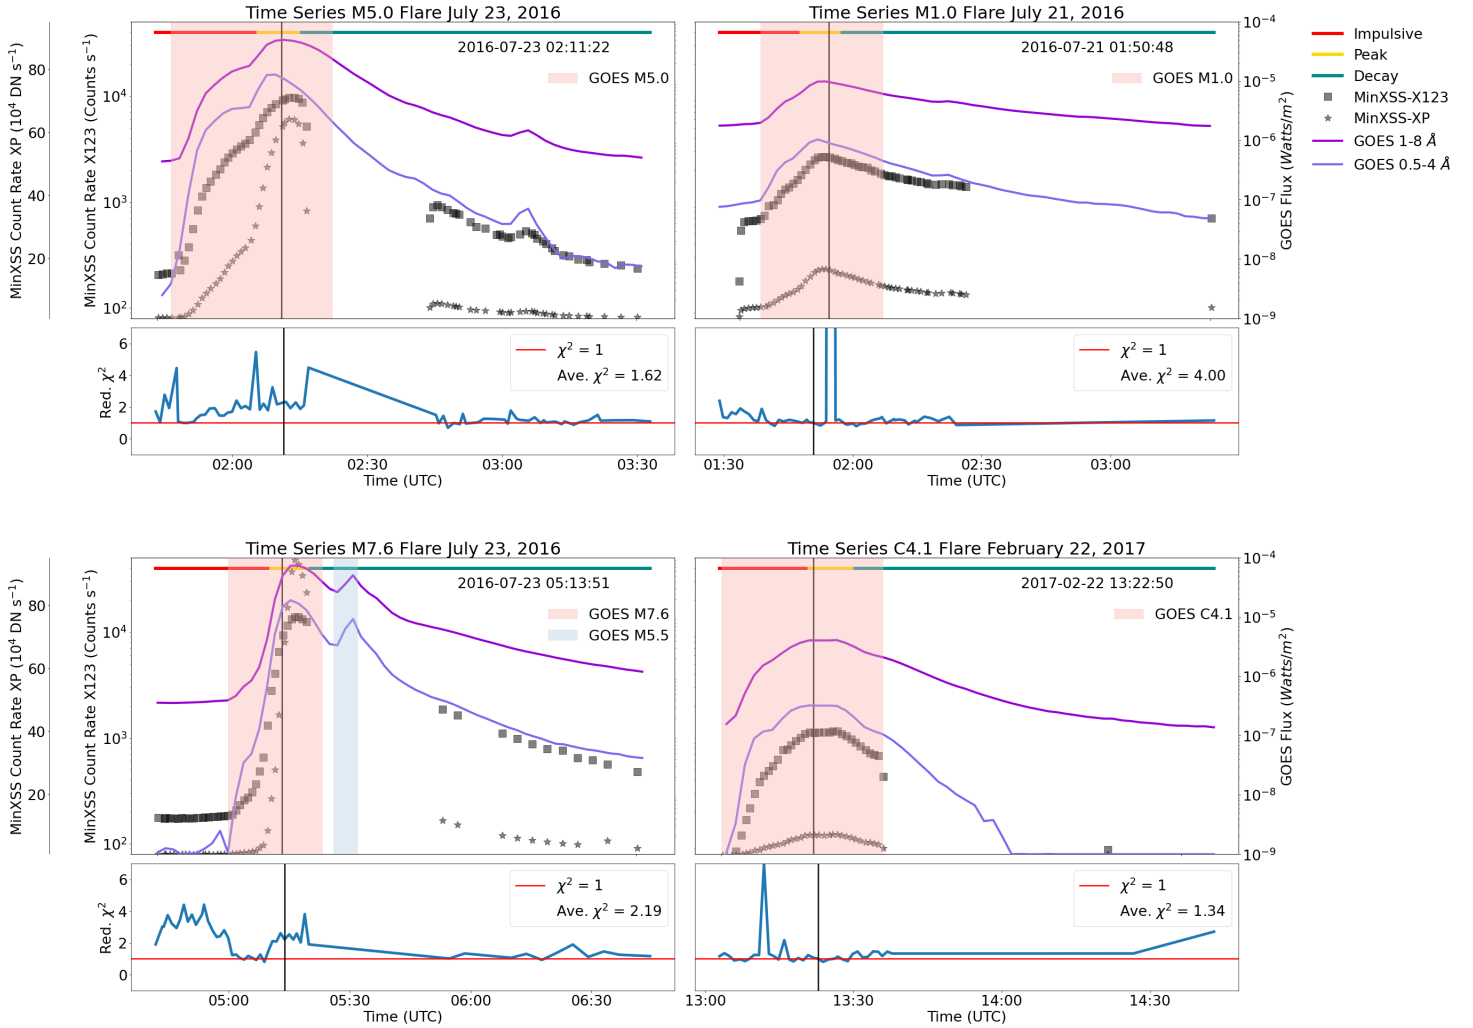 Time Series M5.0 Flare July 23, 2016
2016-07-23 02:11:22
GOES M5.0
MinXSS Count Rate XP (10⁴ DN s⁻¹)
80
60
40
20
MinXSS Count Rate X123 (Counts s⁻¹)
10⁴
10³
10²
Red. χ²
6
4
2
0
χ² = 1
Ave. χ² = 1.62
02:00
02:30
03:00
03:30
Time (UTC)
Time Series M1.0 Flare July 21, 2016
2016-07-21 01:50:48
GOES M1.0
10⁻⁴
10⁻⁵
10⁻⁶
10⁻⁷
10⁻⁸
10⁻⁹
GOES Flux (Watts/m²)
χ² = 1
Ave. χ² = 4.00
01:30
02:00
02:30
03:00
Time (UTC)
Impulsive
Peak
Decay
MinXSS-X123
MinXSS-XP
GOES 1-8 Å
GOES 0.5-4 Å
Time Series M7.6 Flare July 23, 2016
2016-07-23 05:13:51
GOES M7.6
GOES M5.5
MinXSS Count Rate XP (10⁴ DN s⁻¹)
80
60
40
20
MinXSS Count Rate X123 (Counts s⁻¹)
10⁴
10³
10²
Red. χ²
6
4
2
0
χ² = 1
Ave. χ² = 2.19
05:00
05:30
06:00
06:30
Time (UTC)
Time Series C4.1 Flare February 22, 2017
2017-02-22 13:22:50
GOES C4.1
10⁻⁴
10⁻⁵
10⁻⁶
10⁻⁷
10⁻⁸
10⁻⁹
GOES Flux (Watts/m²)
χ² = 1
Ave. χ² = 1.34
13:00
13:30
14:00
14:30
Time (UTC)